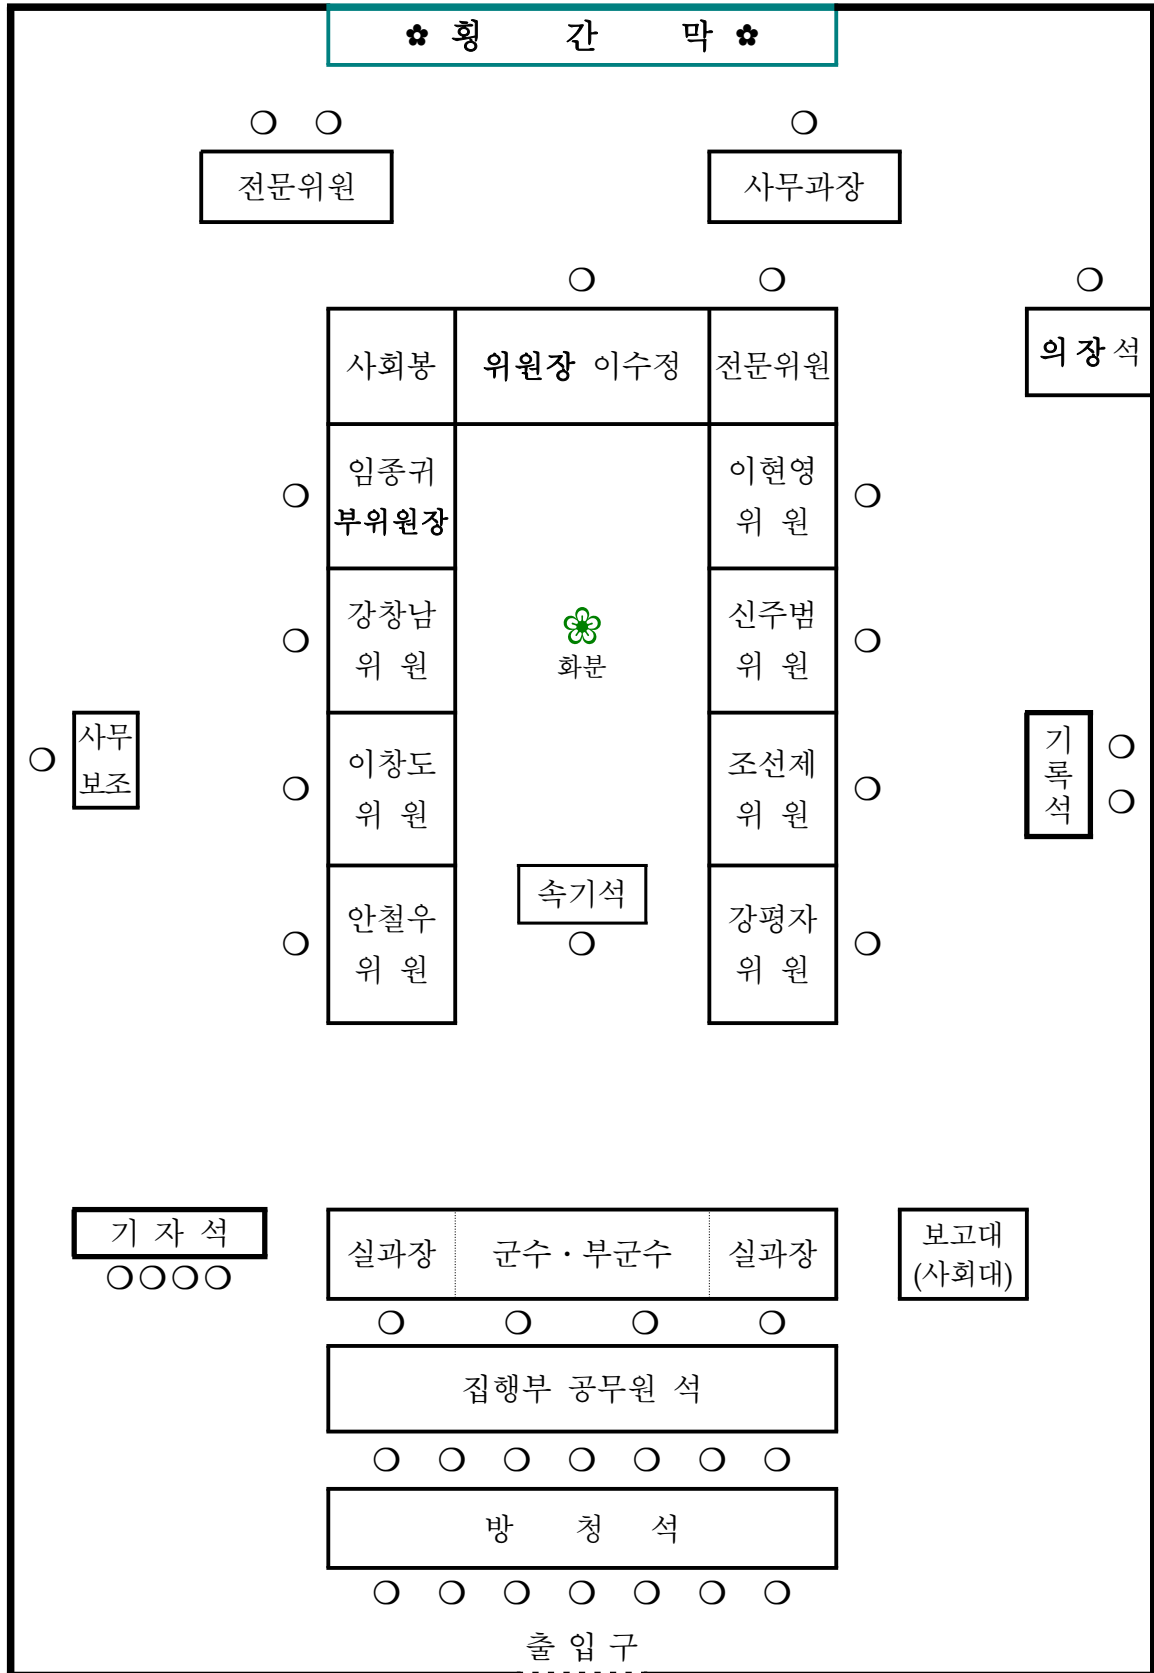 ✿ 횡 간 막 ✿
○ ○ ○
전문위원 사무과장
○ ○ ○
사회봉 위원장 이수정 전문위원 의 장 석
임종귀 이현영
○ ○
부위원장 위 원
강창남 신주범
○ 화분 ○
위 원 위 원
사무 이창도 조선제 기록석
○ ○ ○ ○
보조 위 원 위 원 ○
속기석
안철우 강평자
○ ○ ○
위 원 위 원
기 자 석 실과장 군수 · 부군수 실과장 보고대
○○○○ (사회대)
○ ○ ○ ○
집행부 공무원 석
○ ○ ○ ○ ○ ○ ○
방 청 석
○ ○ ○ ○ ○ ○ ○
출 입 구